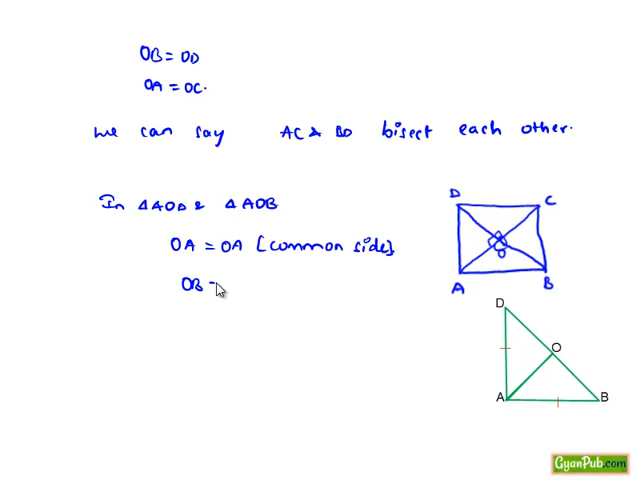 OB = OD
OA = OC.
we can say AC & BD bisect each other.
In ΔAOD & ΔAOB
OA = OA [common side]
OB =
D C
O
A B
D
O
A B
GyanPub.com